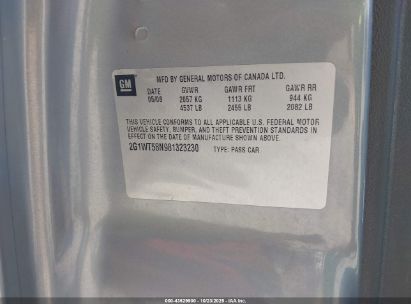 GM
MFD BY GENERAL MOTORS OF CANADA LTD.
DATE GVWR GAWR FRT GAWR RR
05/08 2057 KG 1113 KG 944 KG
4537 LB 2455 LB 2082 LB
THIS VEHICLE CONFORMS TO ALL APPLICABLE U.S. FEDERAL MOTOR
VEHICLE SAFETY, BUMPER, AND THEFT PREVENTION STANDARDS IN
EFFECT ON THE DATE OF MANUFACTURE SHOWN ABOVE.
2G1WT58N981323230 TYPE: PASS CAR